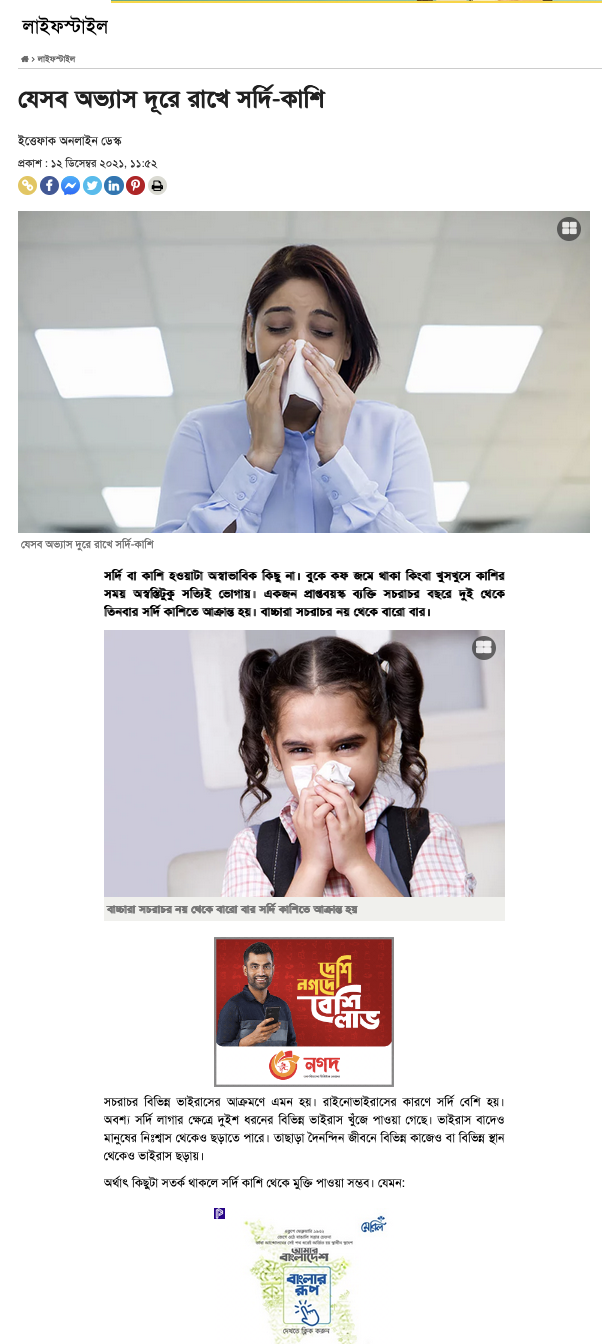 লাইফস্টাইল
› লাইফস্টাইল
যেসব অভ্যাস দূরে রাখে সর্দি-কাশি
ইত্তেফাক অনলাইন ডেস্ক
প্রকাশ : ১২ ডিসেম্বর ২০২১, ১১:৫২
যেসব অভ্যাস দূরে রাখে সর্দি-কাশি
সর্দি বা কাশি হওয়াটা অস্বাভাবিক কিছু না। বুকে কফ জমে থাকা কিংবা খুসখুসে কাশির
সময় অস্বস্তিটুকু সত্যিই ভোগায়। একজন প্রাপ্তবয়স্ক ব্যক্তি সচরাচর বছরে দুই থেকে
তিনবার সর্দি কাশিতে আক্রান্ত হয়। বাচ্চারা সচরাচর নয় থেকে বারো বার।
বাচ্চারা সচরাচর নয় থেকে বারো বার সর্দি কাশিতে আক্রান্ত হয়
দেশি
নগদে
বেশি
লাভ
নগদ
সচরাচর বিভিন্ন ভাইরাসের আক্রমণে এমন হয়। রাইনোভাইরাসের কারণে সর্দি বেশি হয়।
অবশ্য সর্দি লাগার ক্ষেত্রে দুইশ ধরনের বিভিন্ন ভাইরাস খুঁজে পাওয়া গেছে। ভাইরাস বাদেও
মানুষের নিঃশ্বাস থেকেও ছড়াতে পারে। তাছাড়া দৈনন্দিন জীবনে বিভিন্ন কাজেও বা বিভিন্ন স্থান
থেকেও ভাইরাস ছড়ায়।
অর্থাৎ কিছুটা সতর্ক থাকলে সর্দি কাশি থেকে মুক্তি পাওয়া সম্ভব। যেমন:
মেরিল
আমার
বাংলাদেশ
বাংলার
রূপ
দেখতে ক্লিক করুন